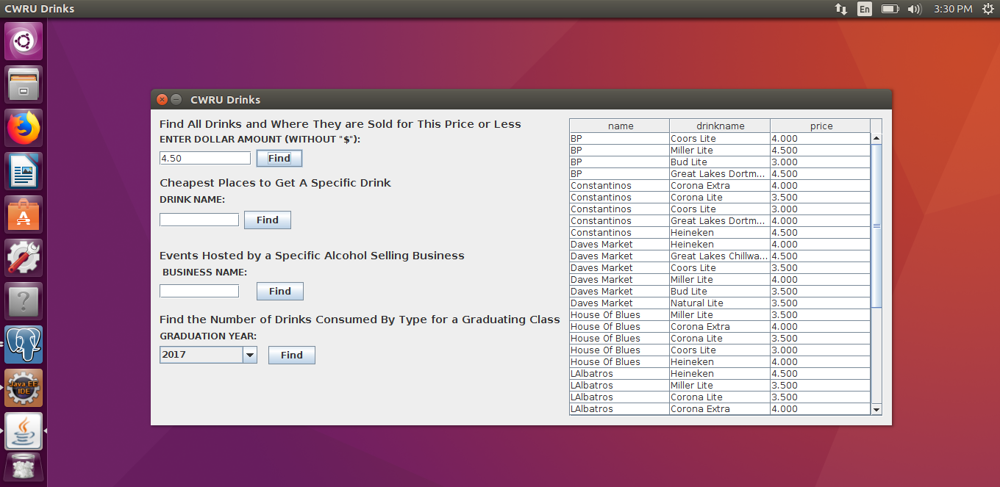 CWRU Drinks
En
3:30 PM
CWRU Drinks
Find All Drinks and Where They are Sold for This Price or Less
ENTER DOLLAR AMOUNT (WITHOUT "$"):
4.50 Find
Cheapest Places to Get A Specific Drink
DRINK NAME:
Find
Events Hosted by a Specific Alcohol Selling Business
BUSINESS NAME:
Find
Find the Number of Drinks Consumed By Type for a Graduating Class
GRADUATION YEAR:
2017 Find
name drinkname price
BP Coors Lite 4.000
BP Miller Lite 4.500
BP Bud Lite 3.000
BP Great Lakes Dortm... 4.500
Constantinos Corona Extra 4.000
Constantinos Corona Lite 3.500
Constantinos Coors Lite 3.000
Constantinos Great Lakes Dortm... 4.000
Constantinos Heineken 4.500
Daves Market Heineken 4.000
Daves Market Great Lakes Chillwa... 4.500
Daves Market Coors Lite 3.500
Daves Market Miller Lite 4.000
Daves Market Bud Lite 3.500
Daves Market Natural Lite 3.500
House Of Blues Miller Lite 3.500
House Of Blues Corona Extra 4.000
House Of Blues Corona Lite 3.500
House Of Blues Coors Lite 3.000
House Of Blues Heineken 4.000
LAlbatros Heineken 4.500
LAlbatros Miller Lite 3.500
LAlbatros Corona Lite 3.500
LAlbatros Corona Extra 4.000
Java EE
IDE